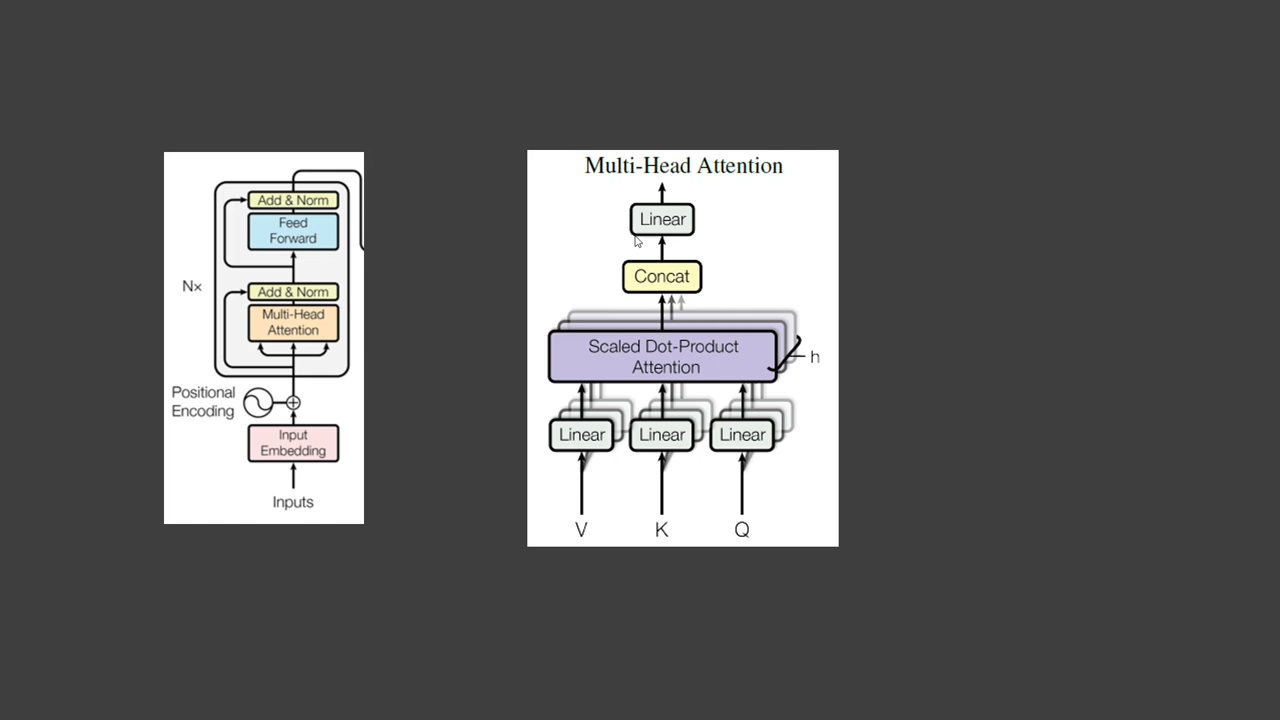 Add & Norm
Feed
Forward
Nx
Add & Norm
Multi-Head
Attention
Positional
Encoding
Input
Embedding
Inputs
Multi-Head Attention
Linear
Concat
Scaled Dot-Product
Attention
h
Linear Linear Linear
V K Q